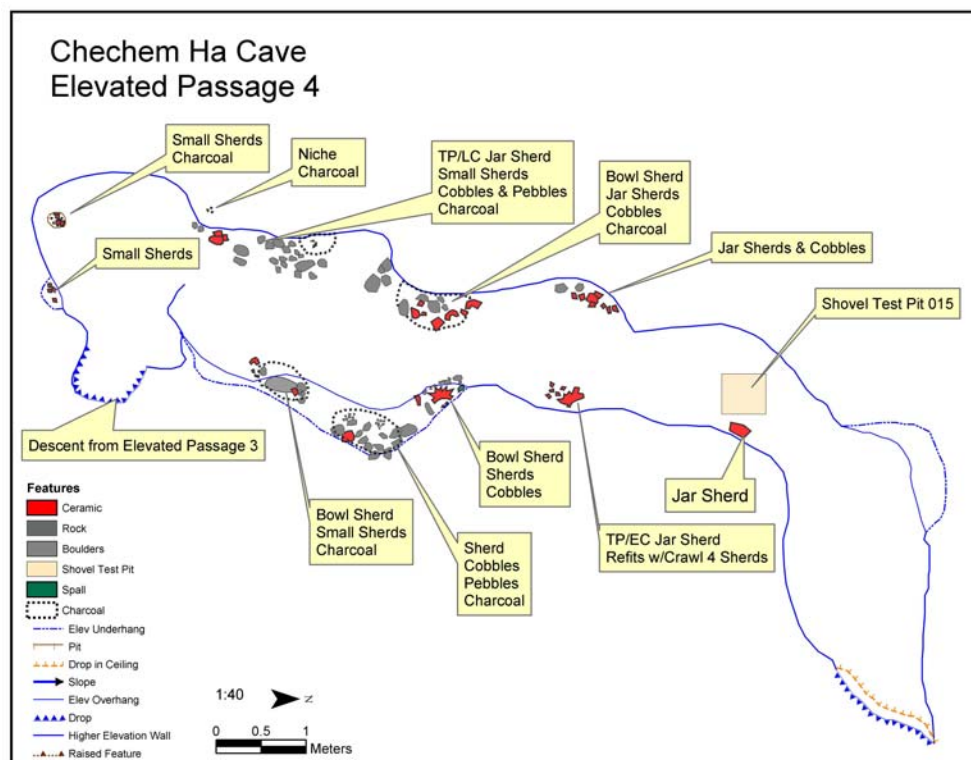 Chechem Ha Cave
Elevated Passage 4
Small Sherds
Charcoal
Niche
Charcoal
TP/LC Jar Sherd
Small Sherds
Cobbles & Pebbles
Charcoal
Bowl Sherd
Jar Sherds
Cobbles
Charcoal
Jar Sherds & Cobbles
Small Sherds
Shovel Test Pit 015
Descent from Elevated Passage 3
Bowl Sherd
Sherds
Cobbles
Jar Sherd
Bowl Sherd
Small Sherds
Charcoal
Sherd
Cobbles
Pebbles
Charcoal
TP/EC Jar Sherd
Refits w/Crawl 4 Sherds
Features
Ceramic
Rock
Boulders
Shovel Test Pit
Spall
Charcoal
Elev Underhang
Pit
Drop in Ceiling
Slope
Elev Overhang
Drop
Higher Elevation Wall
Raised Feature
1:40
N
0 0.5 1
Meters